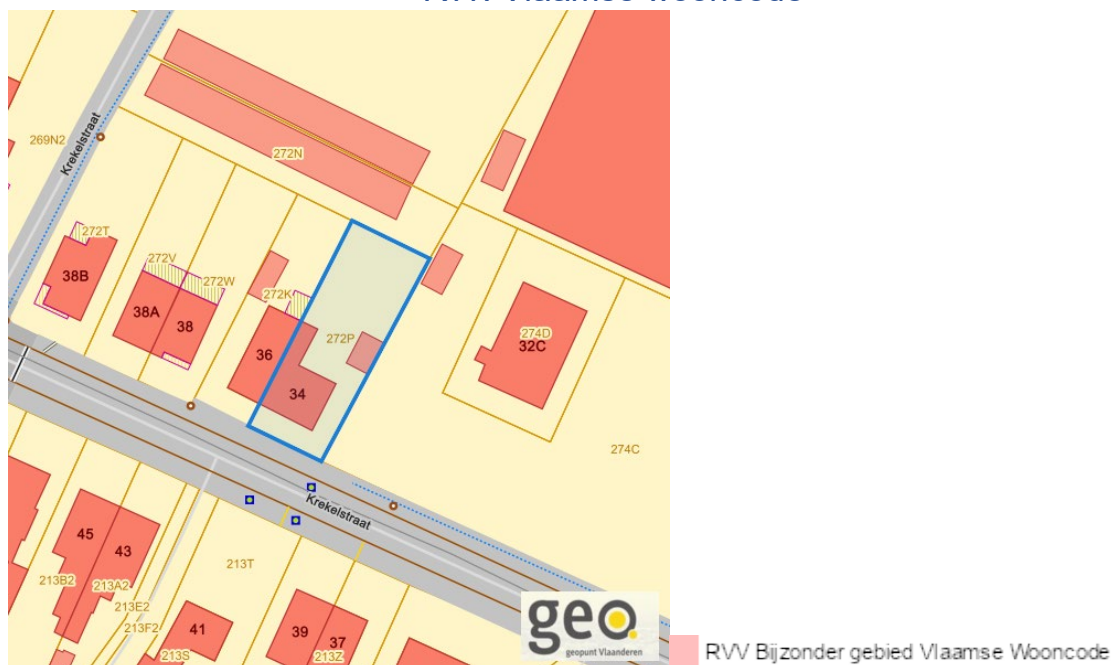 RVV Vlaamse wooncode
Krekelstraat
269N2
272N
272T
38B
272V
272W
38A
38
272K
36
272P
34
274D
32C
274C
Krekelstraat
45
43
213T
213B2
213A2
213E2
213F2
41
213S
39
37
213Z
geo
geopunt Vlaanderen
RVV Bijzonder gebied Vlaamse Wooncode